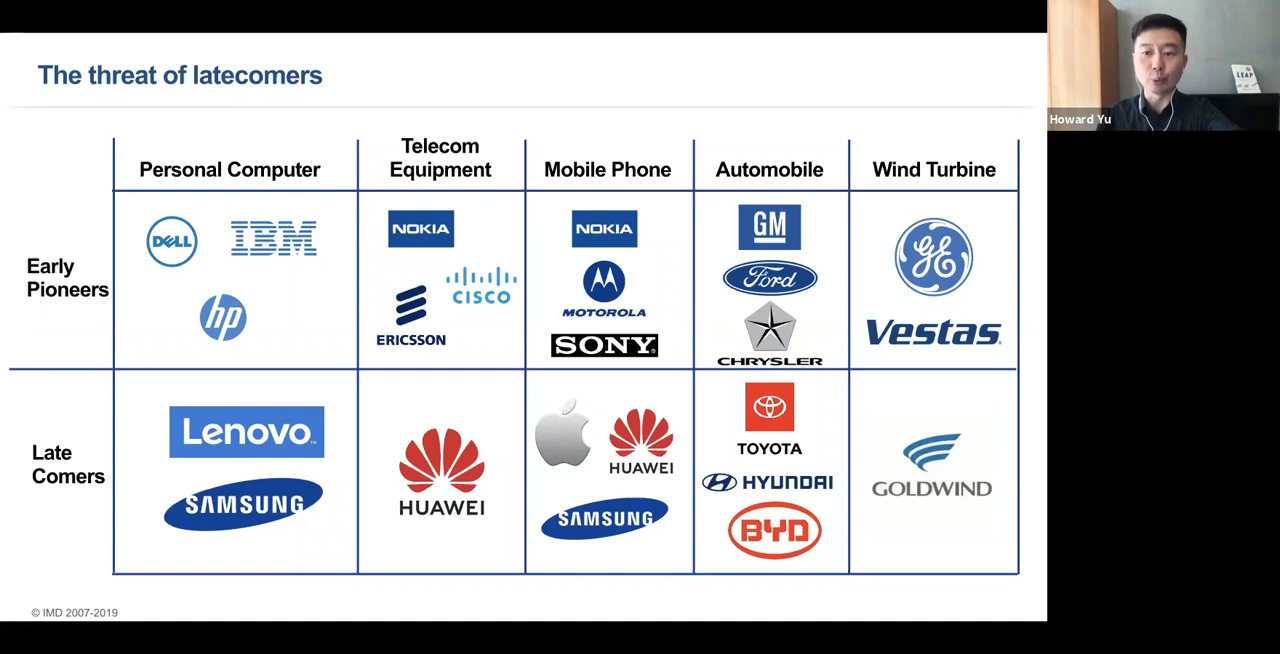 The threat of latecomers
LEAP
Howard Yu
Personal Computer
Telecom
Equipment
Mobile Phone
Automobile
Wind Turbine
Early
Pioneers
DELL
IBM
hp
NOKIA
CISCO
ERICSSON
NOKIA
MOTOROLA
SONY
GM
Ford
CHRYSLER
GE
Vestas
Late
Comers
Lenovo
SAMSUNG
HUAWEI
HUAWEI
SAMSUNG
TOYOTA
HYUNDAI
BYD
GOLDWIND
© IMD 2007-2019